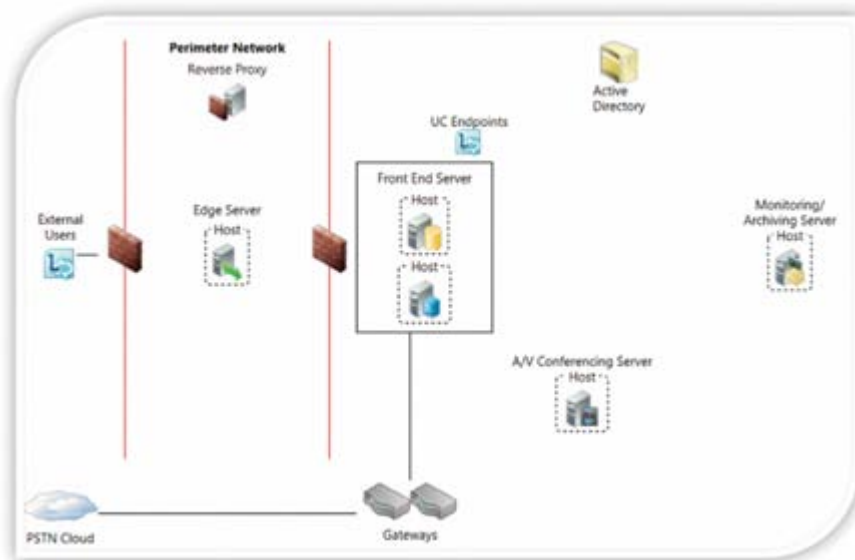 Perimeter Network
Reverse Proxy
Active
Directory
UC Endpoints
Front End Server
Host
Host
Edge Server
Host
External
Users
Monitoring/
Archiving Server
Host
A/V Conferencing Server
Host
PSTN Cloud
Gateways